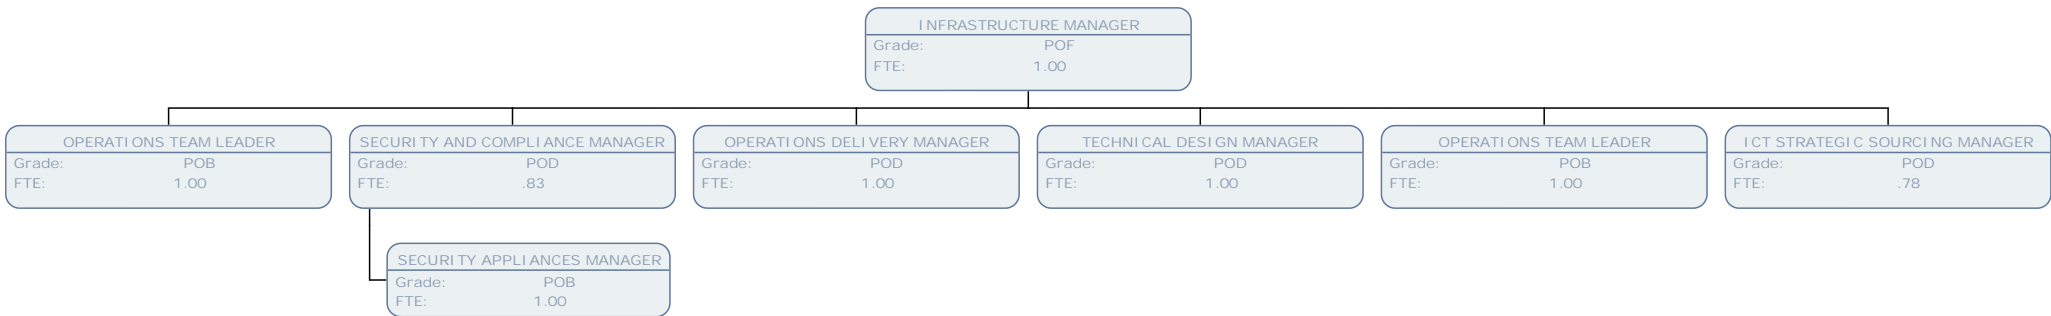 INFRASTRUCTURE MANAGER
Grade: POF
FTE: 1.00
OPERATIONS TEAM LEADER
Grade: POB
FTE: 1.00
SECURITY AND COMPLIANCE MANAGER
Grade: POD
FTE: .83
OPERATIONS DELIVERY MANAGER
Grade: POD
FTE: 1.00
TECHNICAL DESIGN MANAGER
Grade: POD
FTE: 1.00
OPERATIONS TEAM LEADER
Grade: POB
FTE: 1.00
ICT STRATEGIC SOURCING MANAGER
Grade: POD
FTE: .78
SECURITY APPLIANCES MANAGER
Grade: POB
FTE: 1.00